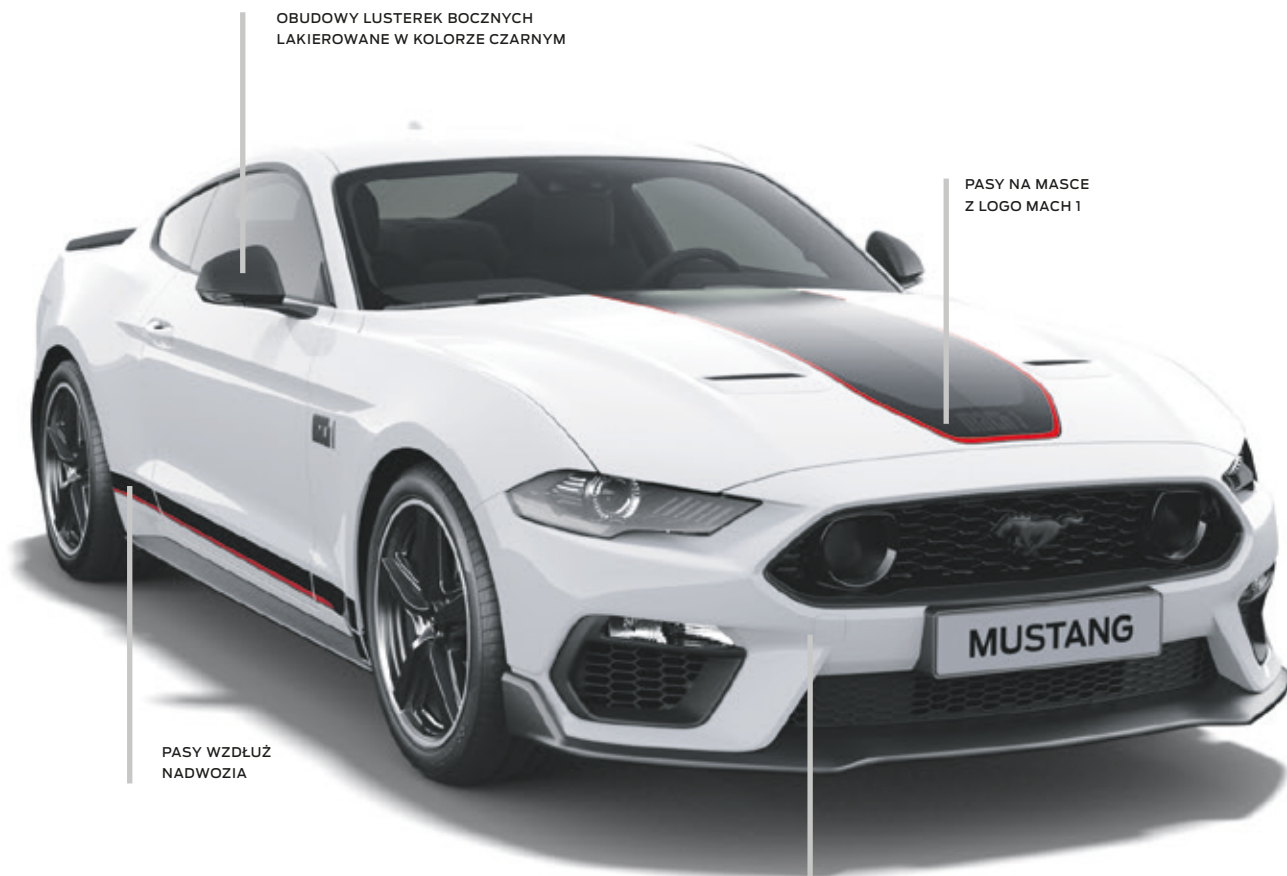 OBUDOWY LUSTEREK BOCZNYCH
LAKIEROWANE W KOLORZE CZARNYM
PASY NA MASCE
Z LOGO MACH 1
MUSTANG
PASY WZDŁUŻ
NADWOZIA